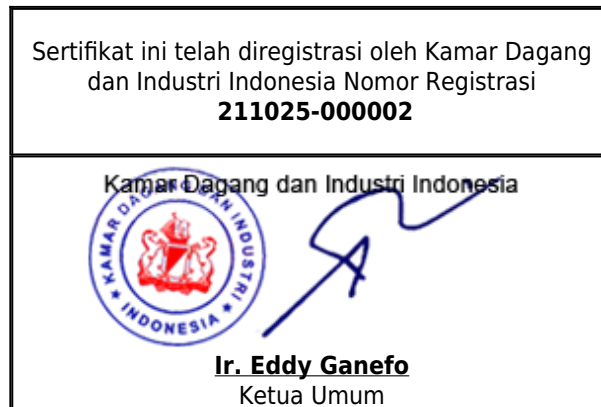 Sertifikat ini telah diregistrasi oleh Kamar Dagang
dan Industri Indonesia Nomor Registrasi
211025-000002
Kamar Dagang dan Industri Indonesia
KAMAR DAGANG DAN INDUSTRI
INDONESIA
Ir. Eddy Ganefo
Ketua Umum